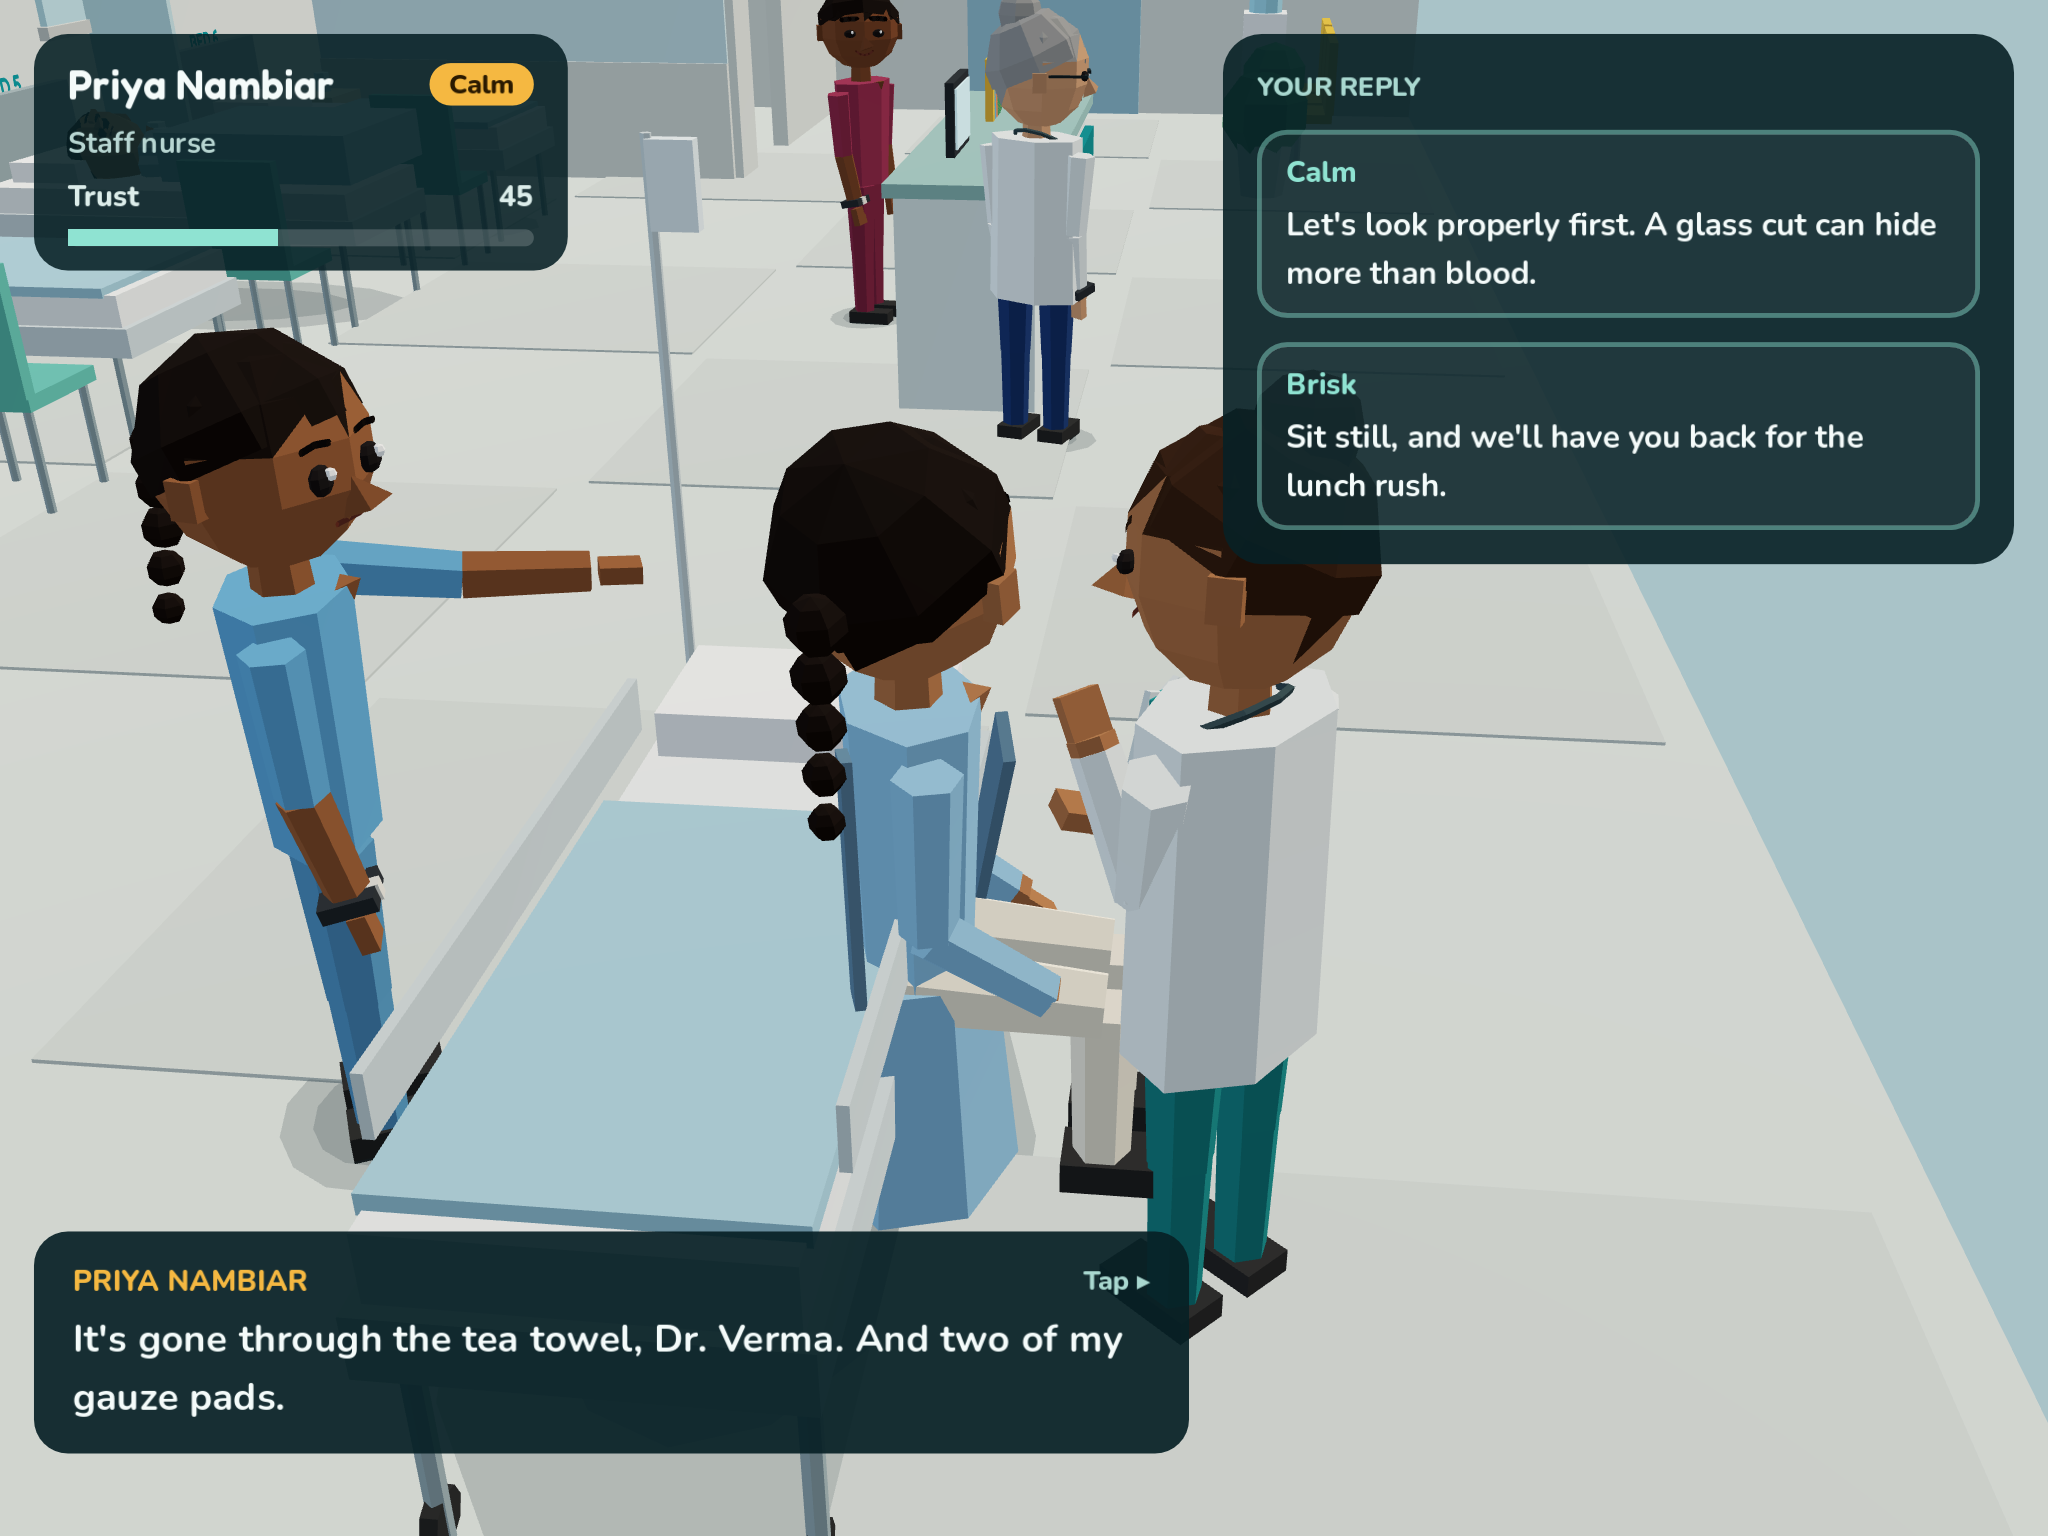 Priya Nambiar
Calm
Staff nurse
Trust
45
YOUR REPLY
Calm
Let's look properly first. A glass cut can hide
more than blood.
Brisk
Sit still, and we'll have you back for the
lunch rush.
PRIYA NAMBIAR
Tap ▸
It's gone through the tea towel, Dr. Verma. And two of my
gauze pads.